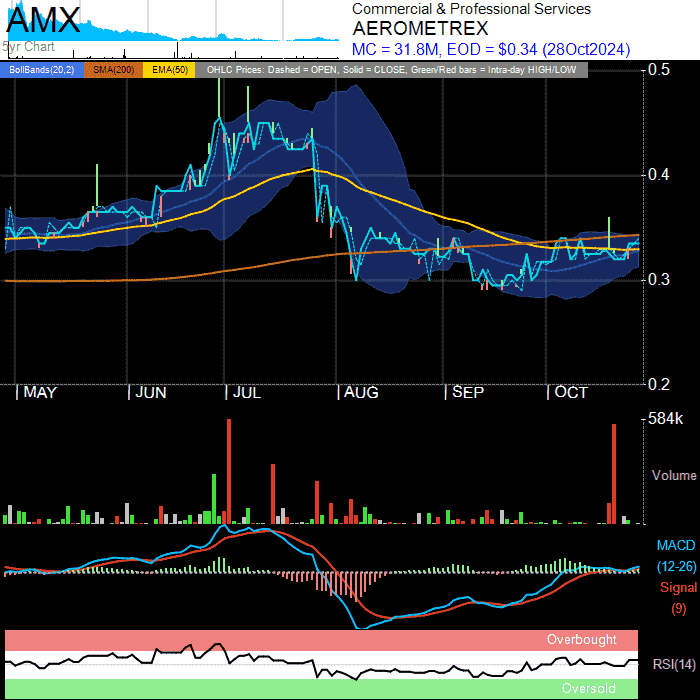 AMX
5yr Chart
Commercial & Professional Services
AEROMETREX
MC = 31.8M, EOD = $0.34 (28Oct2024)
BollBands(20,2) SMA(200) EMA(50) OHLC Prices: Dashed = OPEN, Solid = CLOSE, Green/Red bars = Intra-day HIGH/LOW
0.5
0.4
0.3
0.2
MAY JUN JUL AUG SEP OCT
584k
Volume
MACD
(12-26)
Signal
(9)
Overbought
RSI(14)
Oversold